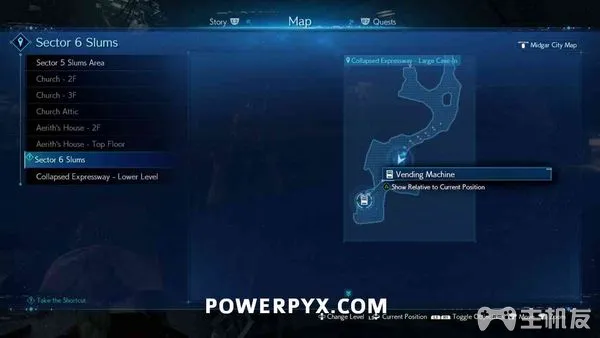 Story
Map
Quests
Sector 6 Slums
Midgar City Map
Sector 5 Slums Area
Church - 2F
Church - 3F
Church Attic
Aerith's House - 2F
Aerith's House - Top Floor
Sector 6 Slums
Collapsed Expressway - Lower Level
Collapsed Expressway - Large Cave-In
Vending Machine
Show Relative to Current Position
Take the Shortcut
POWERPYX.COM
Change Level
Current Position
Toggle
Move
Zoom
主机友